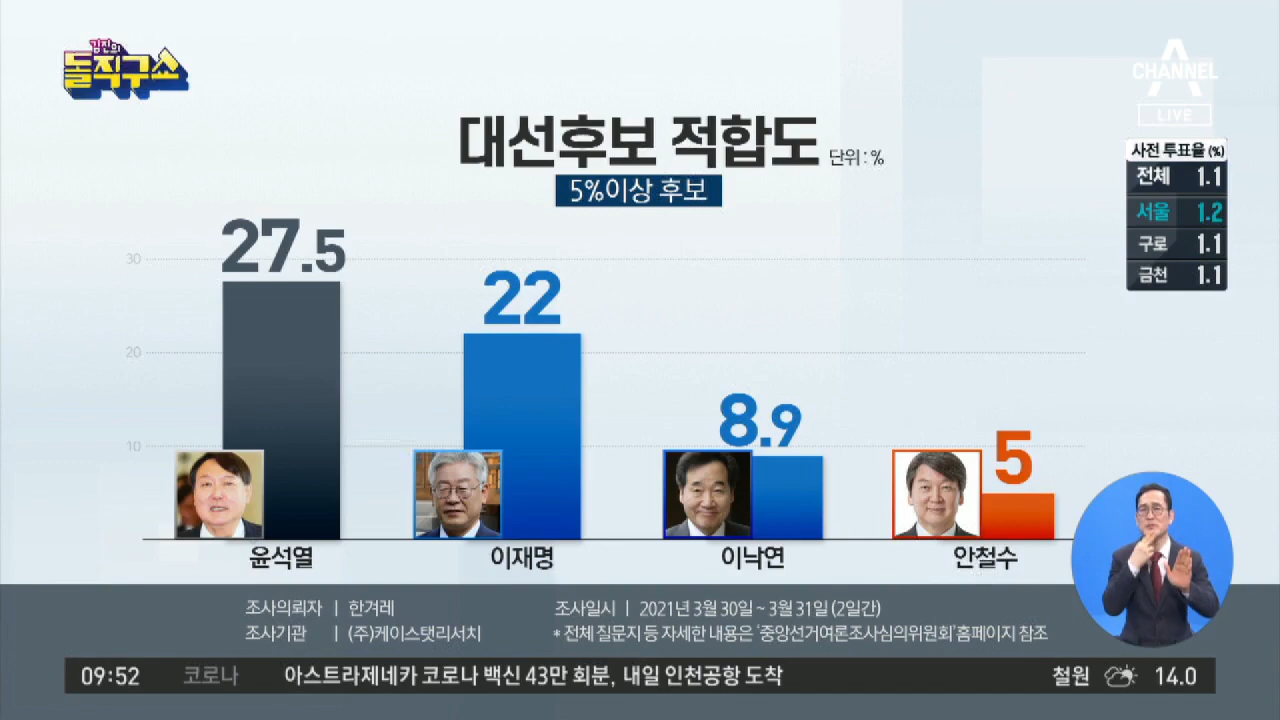 김진의
돌직구쇼
CHANNEL A
LIVE
대선후보 적합도 단위 : %
5%이상 후보
사전 투표율 (%)
전체 1.1
서울 1.2
구로 1.1
금천 1.1
30
20
10
27.5
22
8.9
5
윤석열
이재명
이낙연
안철수
조사의뢰자 | 한겨레
조사일시 | 2021년 3월 30일 ~ 3월 31일 (2일간)
조사기관 | (주)케이스탯리서치
* 전체 질문지 등 자세한 내용은 '중앙선거여론조사심의위원회'홈페이지 참조
09:52 코로나 아스트라제네카 코로나 백신 43만 회분, 내일 인천공항 도착 철원 14.0